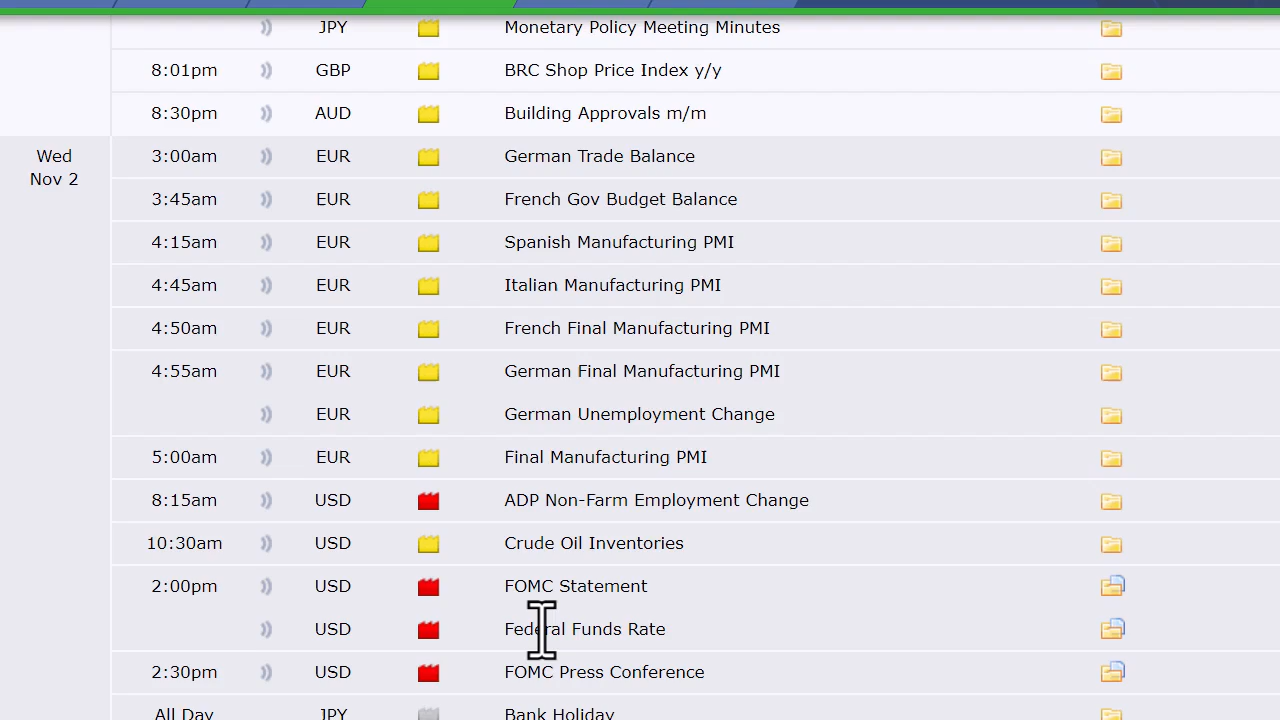 JPY Monetary Policy Meeting Minutes
8:01pm GBP BRC Shop Price Index y/y
8:30pm AUD Building Approvals m/m
Wed Nov 2 3:00am EUR German Trade Balance
3:45am EUR French Gov Budget Balance
4:15am EUR Spanish Manufacturing PMI
4:45am EUR Italian Manufacturing PMI
4:50am EUR French Final Manufacturing PMI
4:55am EUR German Final Manufacturing PMI
EUR German Unemployment Change
5:00am EUR Final Manufacturing PMI
8:15am USD ADP Non-Farm Employment Change
10:30am USD Crude Oil Inventories
2:00pm USD FOMC Statement
USD Federal Funds Rate
2:30pm USD FOMC Press Conference
All Day JPY Bank Holiday